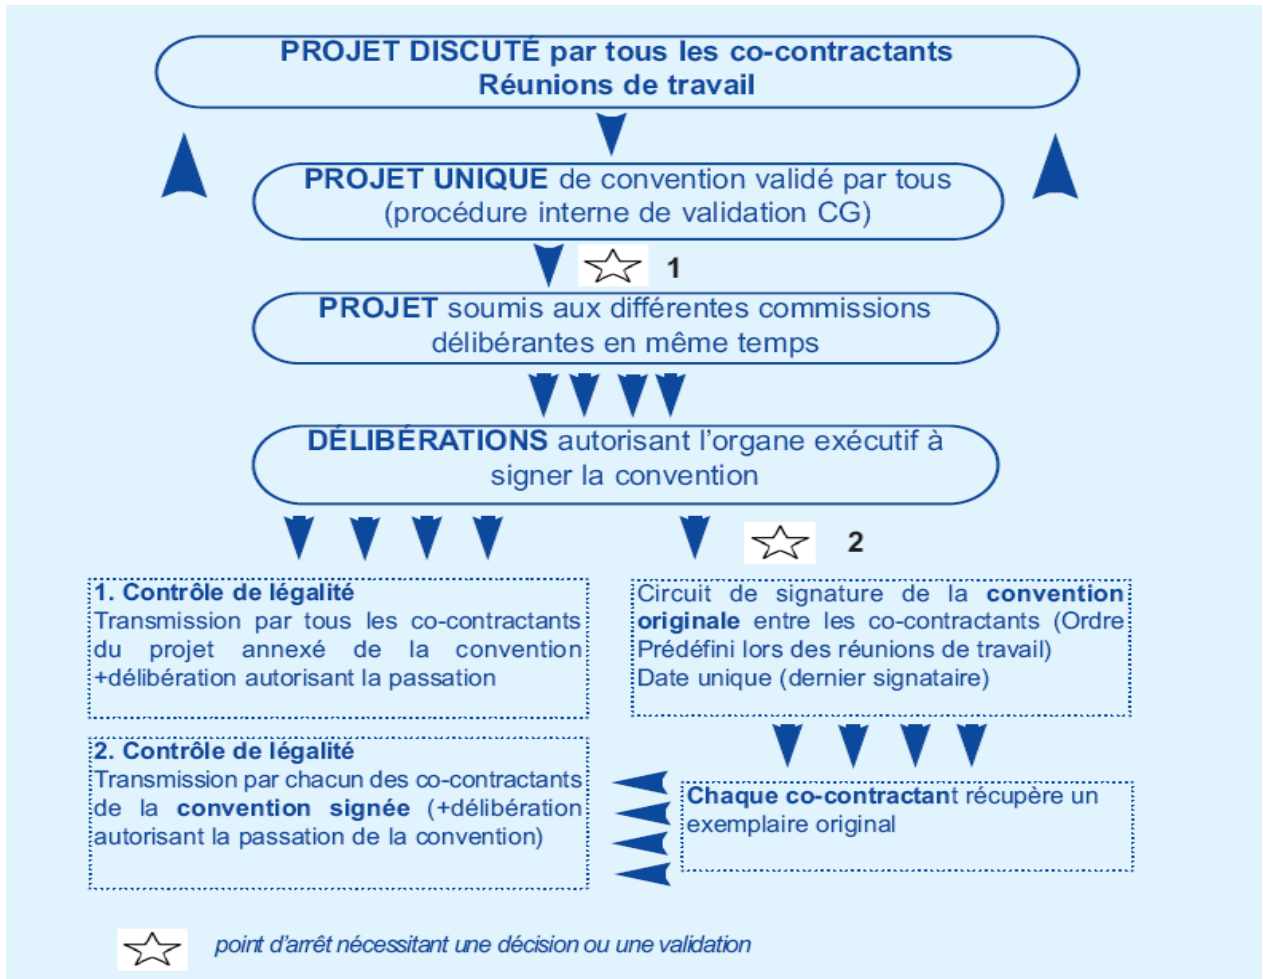 PROJET DISCUTÉ par tous les co-contractants
Réunions de travail
PROJET UNIQUE de convention validé par tous
(procédure interne de validation CG)
1
PROJET soumis aux différentes commissions
délibérantes en même temps
DÉLIBÉRATIONS autorisant l'organe exécutif à
signer la convention
2
1. Contrôle de légalité
Transmission par tous les co-contractants
du projet annexé de la convention
+délibération autorisant la passation
Circuit de signature de la convention
originale entre les co-contractants (Ordre
Prédéfini lors des réunions de travail)
Date unique (dernier signataire)
2. Contrôle de légalité
Transmission par chacun des co-contractants
de la convention signée (+délibération
autorisant la passation de la convention)
Chaque co-contractant récupère un
exemplaire original
point d'arrêt nécessitant une décision ou une validation